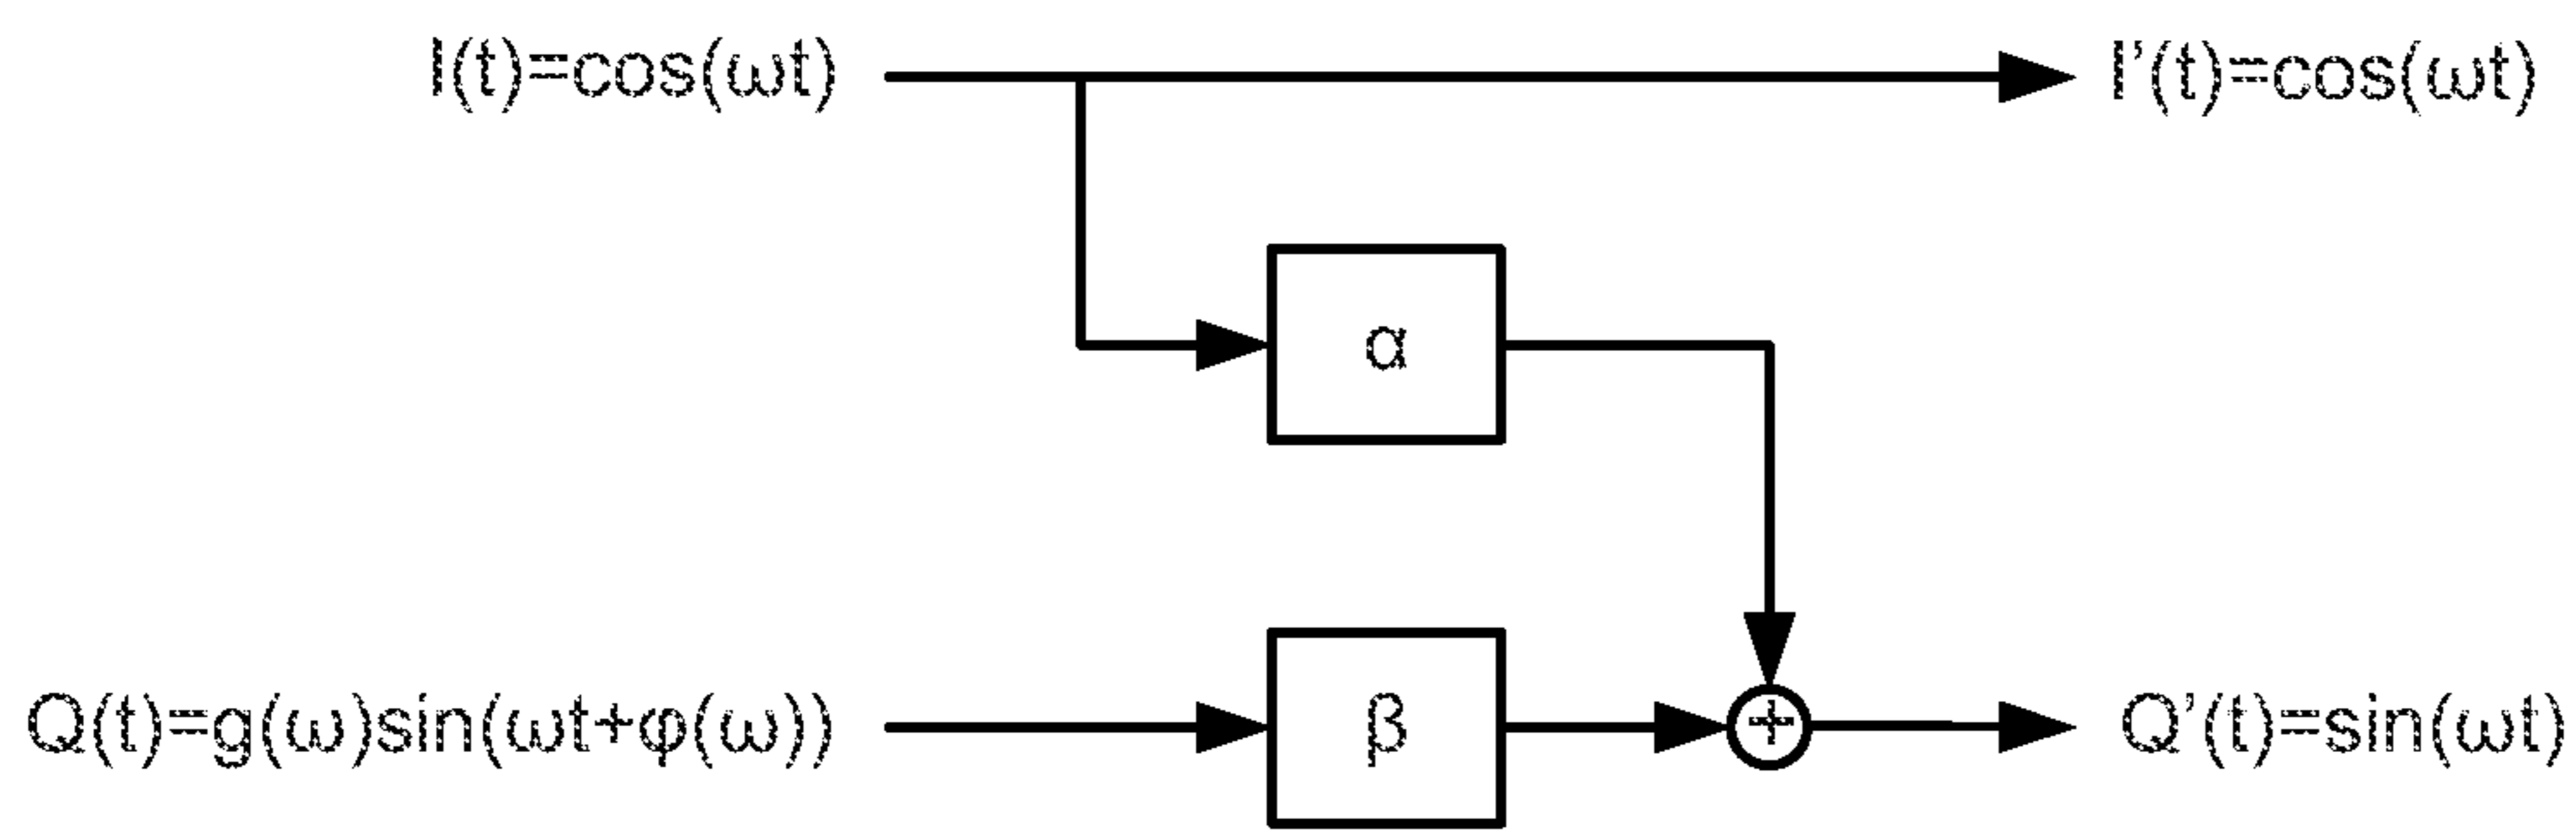 I(t)=cos(ωt)
I’(t)=cos(ωt)
α
Q(t)=g(ω)sin(ωt+φ(ω))
β
+
Q’(t)=sin(ωt)